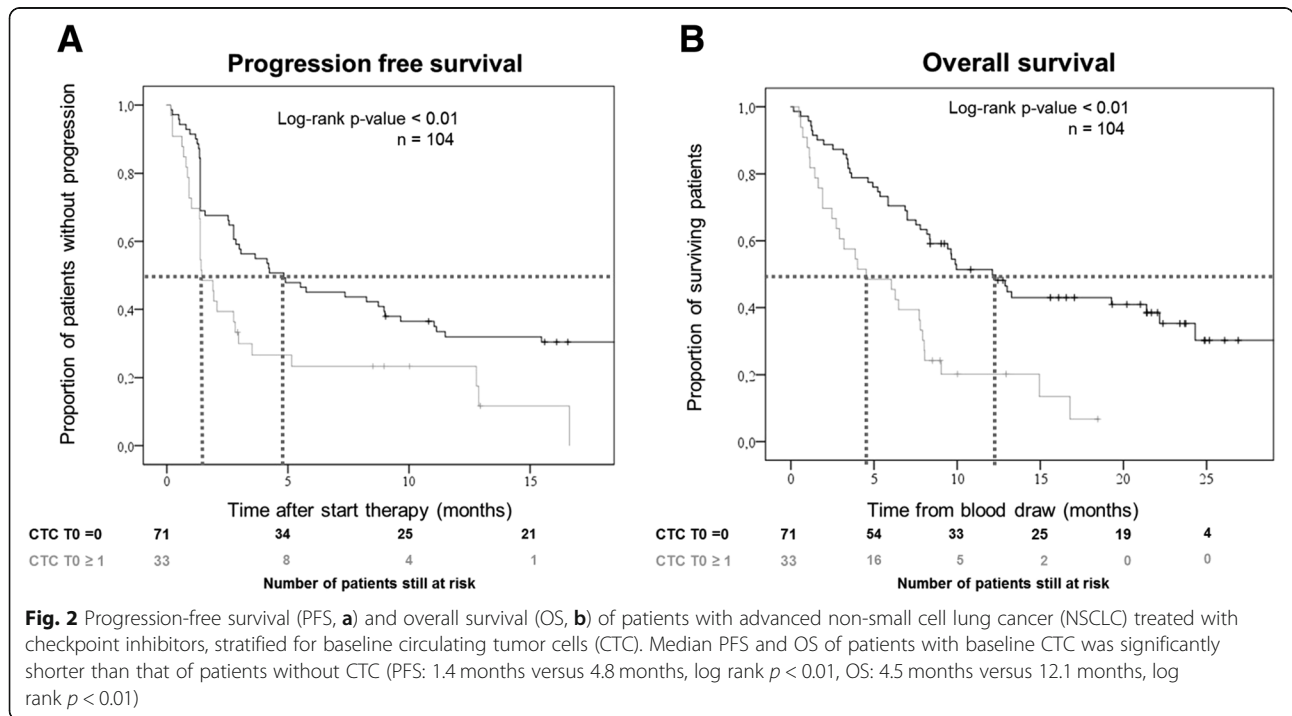 A
Progression free survival
Log-rank p-value < 0.01
n = 104
1,0
0,8
0,6
0,4
0,2
0,0
Proportion of patients without progression
0 5 10 15
Time after start therapy (months)
CTC T0 =0 71 34 25 21
CTC T0 ≥ 1 33 8 4 1
Number of patients still at risk
B
Overall survival
Log-rank p-value < 0.01
n = 104
1,0
0,8
0,6
0,4
0,2
0,0
Proportion of surviving patients
0 5 10 15 20 25
Time from blood draw (months)
CTC T0 =0 71 54 33 25 19 4
CTC T0 ≥ 1 33 16 5 2 0 0
Number of patients still at risk
Fig. 2 Progression-free survival (PFS, a) and overall survival (OS, b) of patients with advanced non-small cell lung cancer (NSCLC) treated with
checkpoint inhibitors, stratified for baseline circulating tumor cells (CTC). Median PFS and OS of patients with baseline CTC was significantly
shorter than that of patients without CTC (PFS: 1.4 months versus 4.8 months, log rank p < 0.01, OS: 4.5 months versus 12.1 months, log
rank p < 0.01)